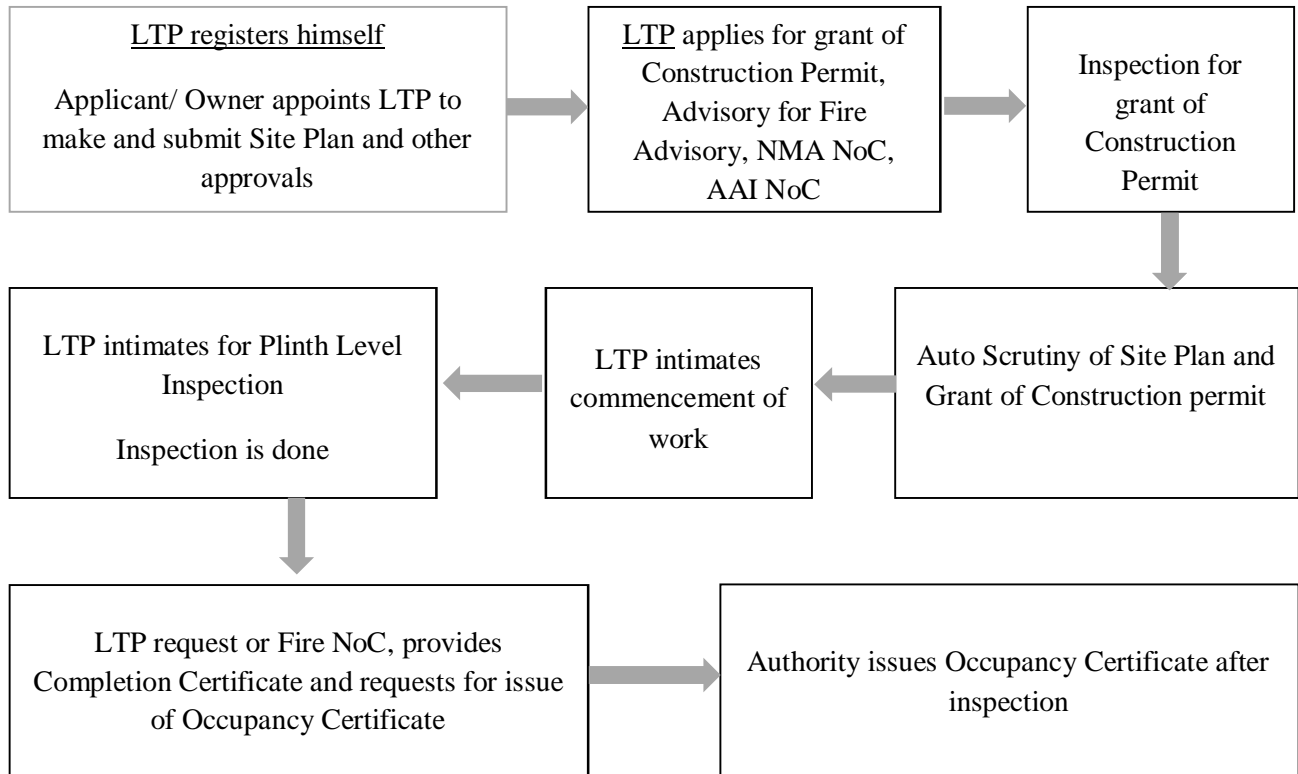 LTP registers himself
Applicant/ Owner appoints LTP to
make and submit Site Plan and other
approvals
LTP applies for grant of
Construction Permit,
Advisory for Fire
Advisory, NMA NoC,
AAI NoC
Inspection for
grant of
Construction
Permit
Auto Scrutiny of Site Plan and
Grant of Construction permit
LTP intimates
commencement of
work
LTP intimates for Plinth Level
Inspection
Inspection is done
LTP request or Fire NoC, provides
Completion Certificate and requests for issue
of Occupancy Certificate
Authority issues Occupancy Certificate after
inspection